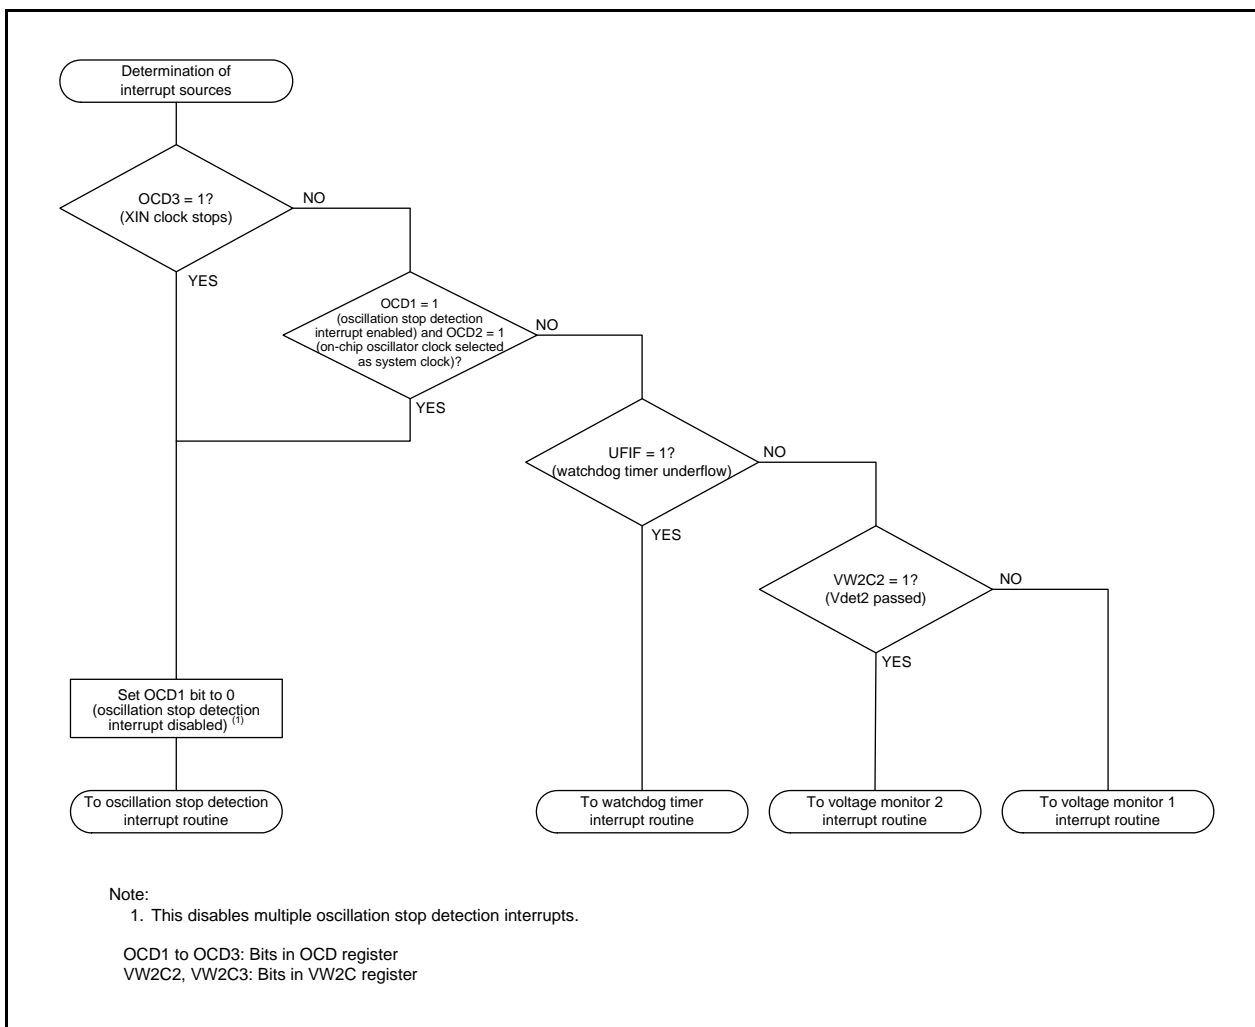 Determination of
interrupt sources
OCD3 = 1?
(XIN clock stops)
NO
YES
OCD1 = 1
(oscillation stop detection
interrupt enabled) and OCD2 = 1
(on-chip oscillator clock selected
as system clock)?
NO
YES
UFIF = 1?
(watchdog timer underflow)
NO
YES
VW2C2 = 1?
(Vdet2 passed)
NO
YES
Set OCD1 bit to 0
(oscillation stop detection
interrupt disabled) (1)
To oscillation stop detection
interrupt routine
To watchdog timer
interrupt routine
To voltage monitor 2
interrupt routine
To voltage monitor 1
interrupt routine
Note:
1. This disables multiple oscillation stop detection interrupts.
OCD1 to OCD3: Bits in OCD register
VW2C2, VW2C3: Bits in VW2C register